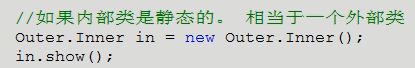 //如果内部类是静态的。 相当于一个外部类
Outer.Inner in = new Outer.Inner();
in.show();